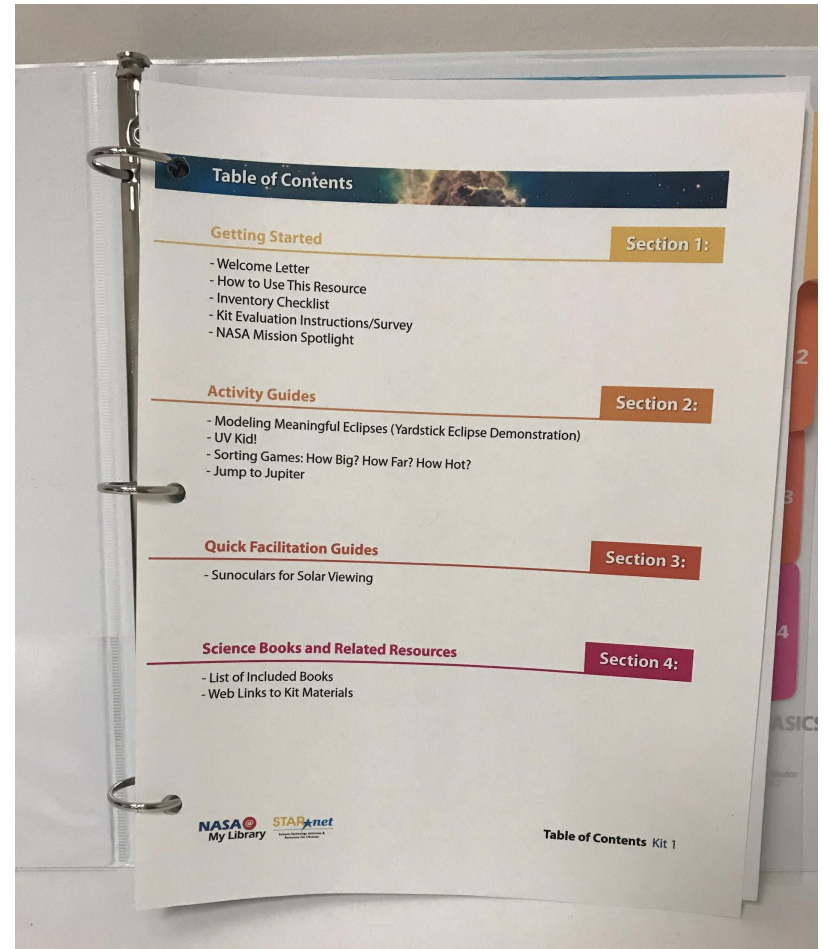 Table of Contents
Getting Started
Section 1:
- Welcome Letter
- How to Use This Resource
- Inventory Checklist
- Kit Evaluation Instructions/Survey
- NASA Mission Spotlight
2
Activity Guides
Section 2:
- Modeling Meaningful Eclipses (Yardstick Eclipse Demonstration)
- UV Kid!
- Sorting Games: How Big? How Far? How Hot?
- Jump to Jupiter
3
Quick Facilitation Guides
Section 3:
- Sunoculars for Solar Viewing
4
Science Books and Related Resources
Section 4:
- List of Included Books
- Web Links to Kit Materials
ASICS
NASA@
My Library
STARnet
Table of Contents Kit 1